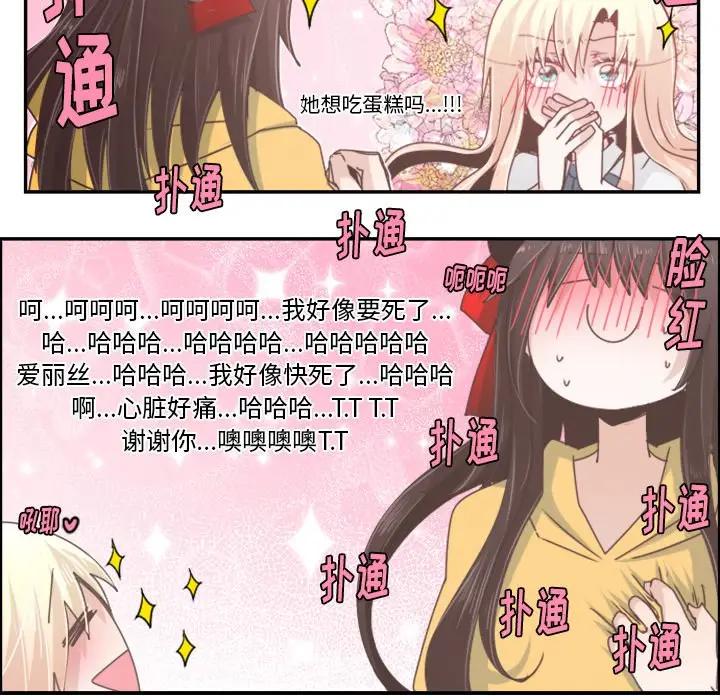 扑
通
扑
通
她想吃蛋糕吗...!!!
扑通
扑通
呃呃呃
脸红
呵...呵呵呵...呵呵呵呵...我好像要死了...
哈...哈哈哈...哈哈哈哈...哈哈哈哈哈
爱丽丝...哈哈哈...我好像快死了...哈哈哈
啊...心脏好痛...哈哈哈...T.T T.T
谢谢你...噢噢噢噢T.T
扑通
吼耶♥
扑通
扑通
扑通
扑通